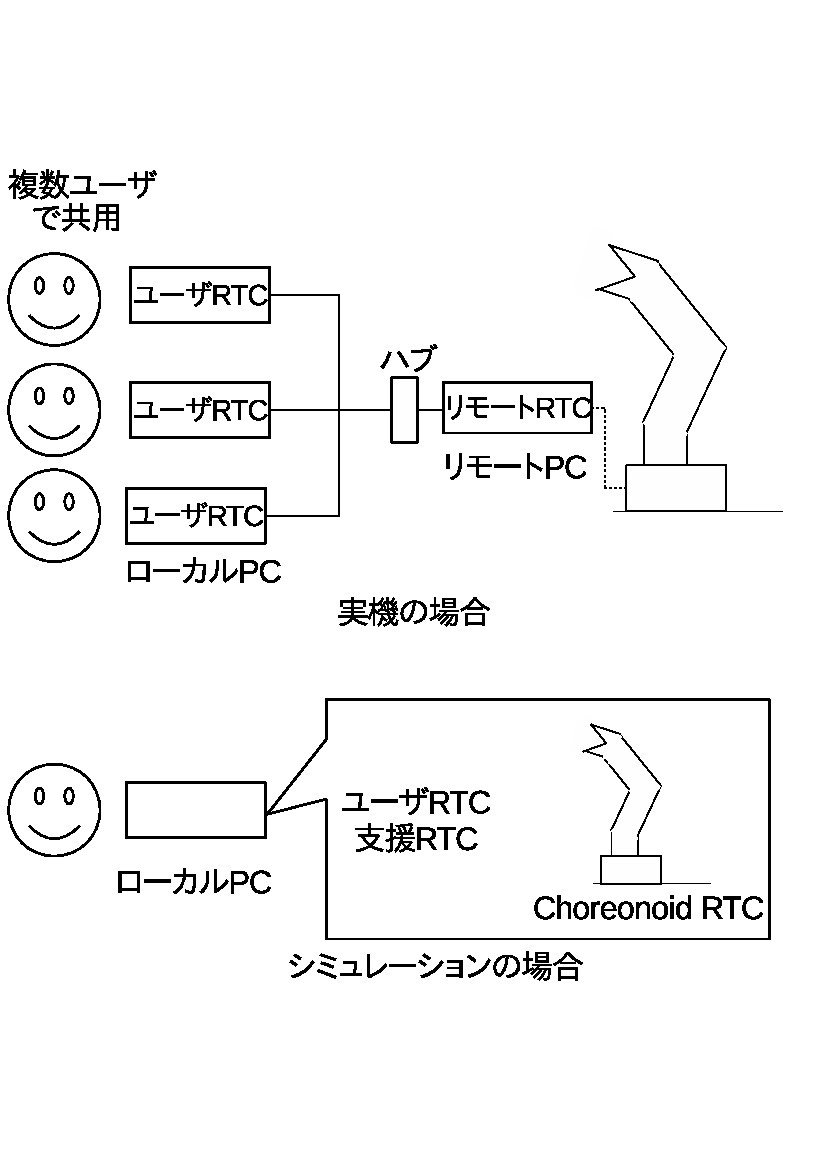 複数ユーザ
で共用
ユーザRTC
ハブ
ユーザRTC
リモートRTC
リモートPC
ユーザRTC
ローカルPC
実機の場合
ユーザRTC
支援RTC
ローカルPC
Choreonoid RTC
シミュレーションの場合